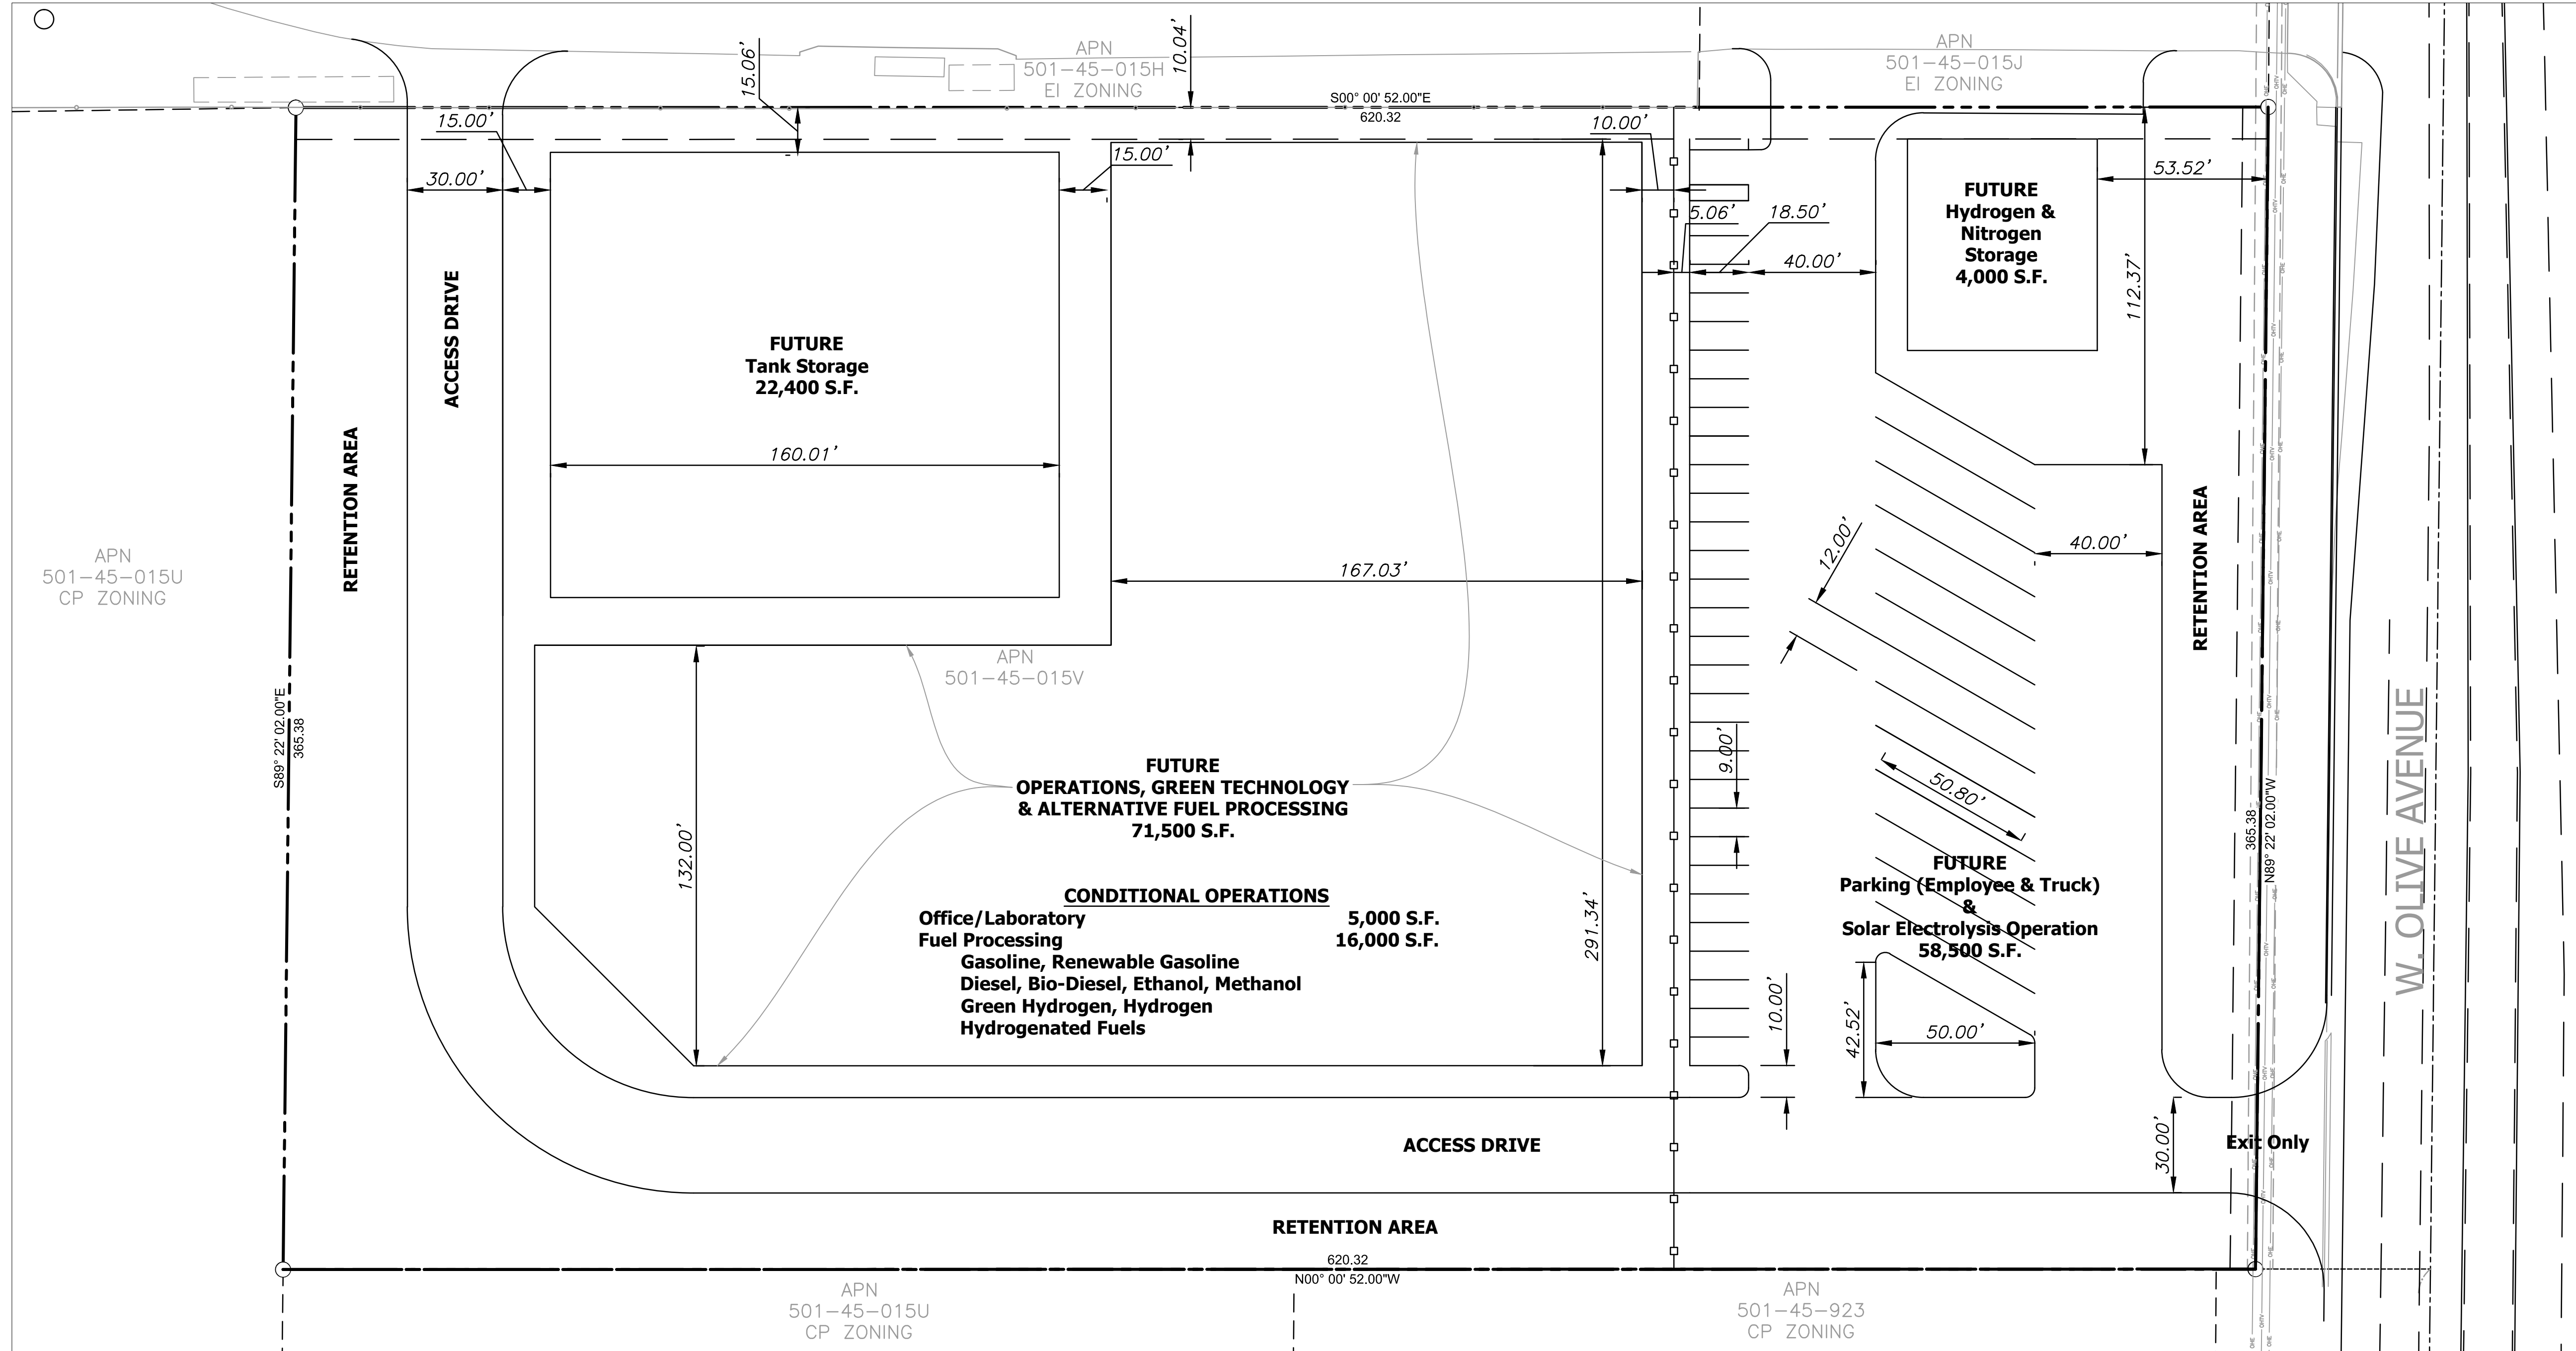 APN
501-45-015H
EI ZONING
APN
501-45-015J
EI ZONING
15.06'
10.04'
S00° 00' 52.00"E
620.32
15.00'
10.00'
15.00'
30.00'
53.52'
FUTURE
Hydrogen &
Nitrogen
Storage
4,000 S.F.
5.06'
18.50'
40.00'
112.37'
ACCESS DRIVE
FUTURE
Tank Storage
22,400 S.F.
160.01'
RETENTION AREA
APN
501-45-015U
CP ZONING
167.03'
12.00'
40.00'
RETENTION AREA
APN
501-45-015V
S89° 22' 02.00"E
365.38
9.00'
50.80'
W. OLIVE AVENUE
FUTURE
OPERATIONS, GREEN TECHNOLOGY
& ALTERNATIVE FUEL PROCESSING
71,500 S.F.
132.00'
291.34'
365.38
N89° 22' 02.00"W
CONDITIONAL OPERATIONS
Office/Laboratory 5,000 S.F.
Fuel Processing 16,000 S.F.
Gasoline, Renewable Gasoline
Diesel, Bio-Diesel, Ethanol, Methanol
Green Hydrogen, Hydrogen
Hydrogenated Fuels
FUTURE
Parking (Employee & Truck)
&
Solar Electrolysis Operation
58,500 S.F.
10.00'
42.52'
50.00'
30.00'
ACCESS DRIVE
Exit Only
RETENTION AREA
620.32
N00° 00' 52.00"W
APN
501-45-015U
CP ZONING
APN
501-45-923
CP ZONING